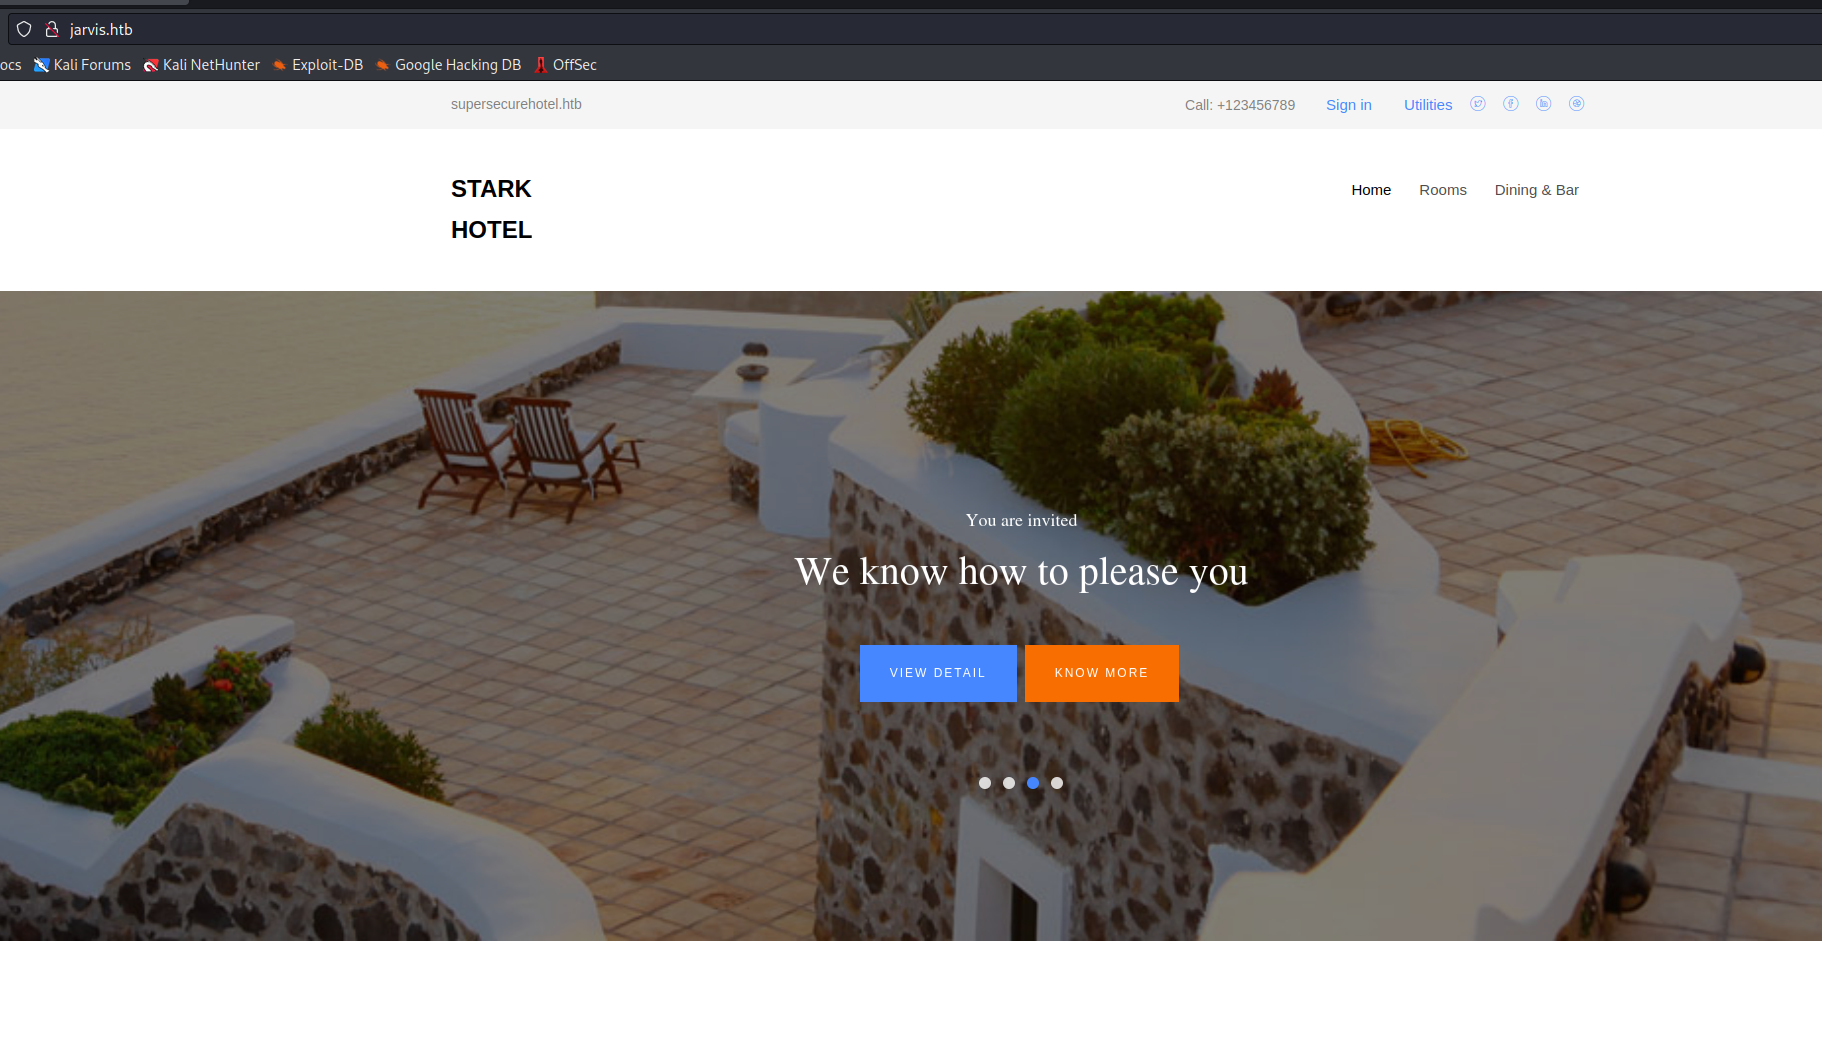 jarvis.htb
ocs Kali Forums Kali NetHunter Exploit-DB Google Hacking DB OffSec
supersecurehotel.htb Call: +123456789 Sign in Utilities
STARK
HOTEL
Home Rooms Dining & Bar
You are invited
We know how to please you
VIEW DETAIL KNOW MORE